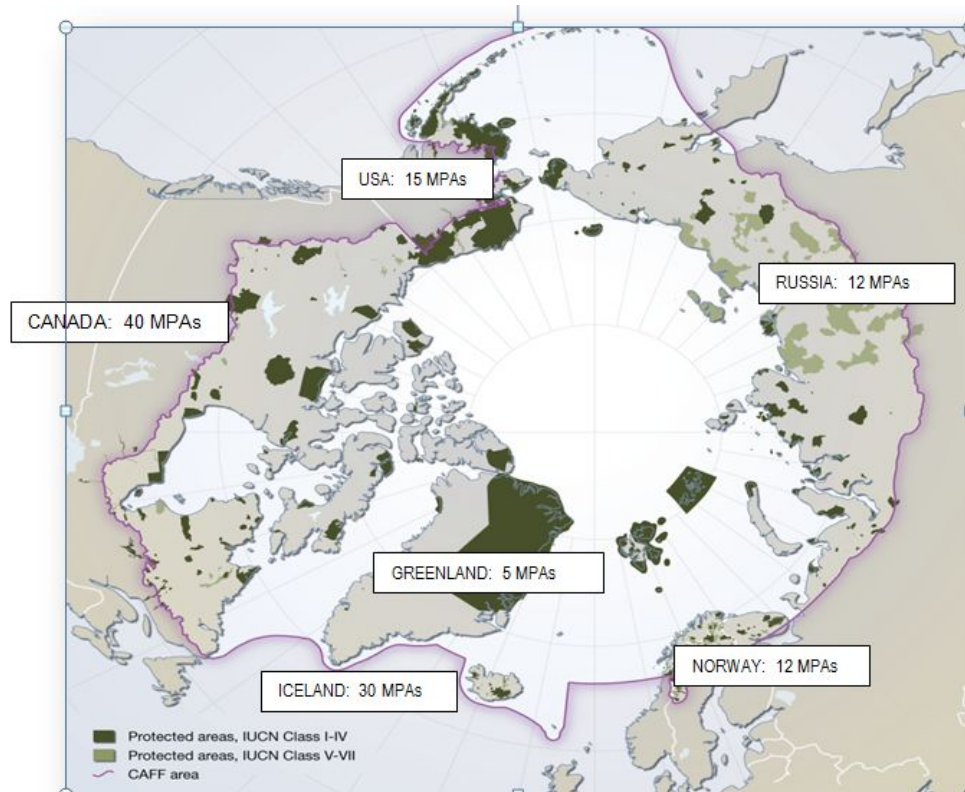 USA: 15 MPAs
RUSSIA: 12 MPAs
CANADA: 40 MPAs
GREENLAND: 5 MPAs
NORWAY: 12 MPAs
ICELAND: 30 MPAs
Protected areas, IUCN Class I-IV
Protected areas, IUCN Class V-VII
CAFF area